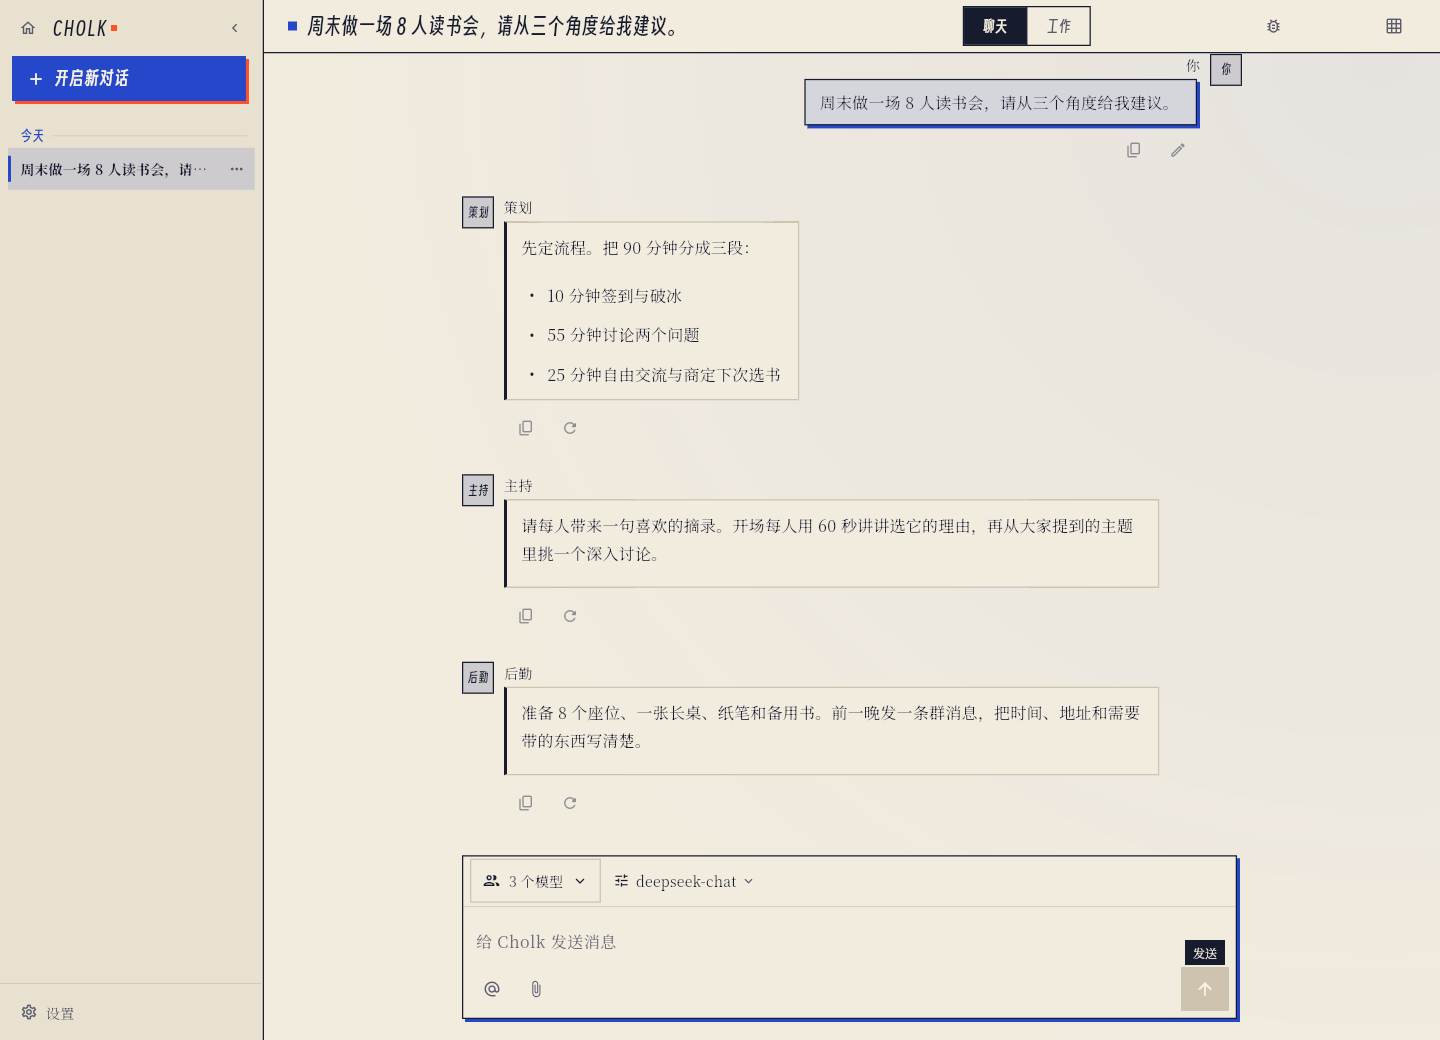 CHOLK
开启新对话
今天
周末做一场 8 人读书会，请…
设置
周末做一场 8 人读书会，请从三个角度给我建议。
聊天
工作
你
你
周末做一场 8 人读书会，请从三个角度给我建议。
策划
策划
先定流程。把 90 分钟分成三段：
• 10 分钟签到与破冰
• 55 分钟讨论两个问题
• 25 分钟自由交流与商定下次选书
主持
主持
请每人带来一句喜欢的摘录。开场每人用 60 秒讲讲选它的理由，再从大家提到的主题
里挑一个深入讨论。
后勤
后勤
准备 8 个座位、一张长桌、纸笔和备用书。前一晚发一条群消息，把时间、地址和需要
带的东西写清楚。
3 个模型
deepseek-chat
给 Cholk 发送消息
发送